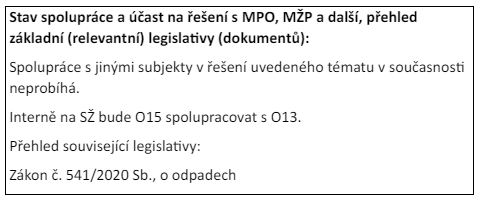 Stav spolupráce a účast na řešení s MPO, MŽP a další, přehled
základní (relevantní) legislativy (dokumentů):
Spolupráce s jinými subjekty v řešení uvedeného tématu v současnosti
neprobíhá.
Interně na SŽ bude O15 spolupracovat s O13.
Přehled související legislativy:
Zákon č. 541/2020 Sb., o odpadech